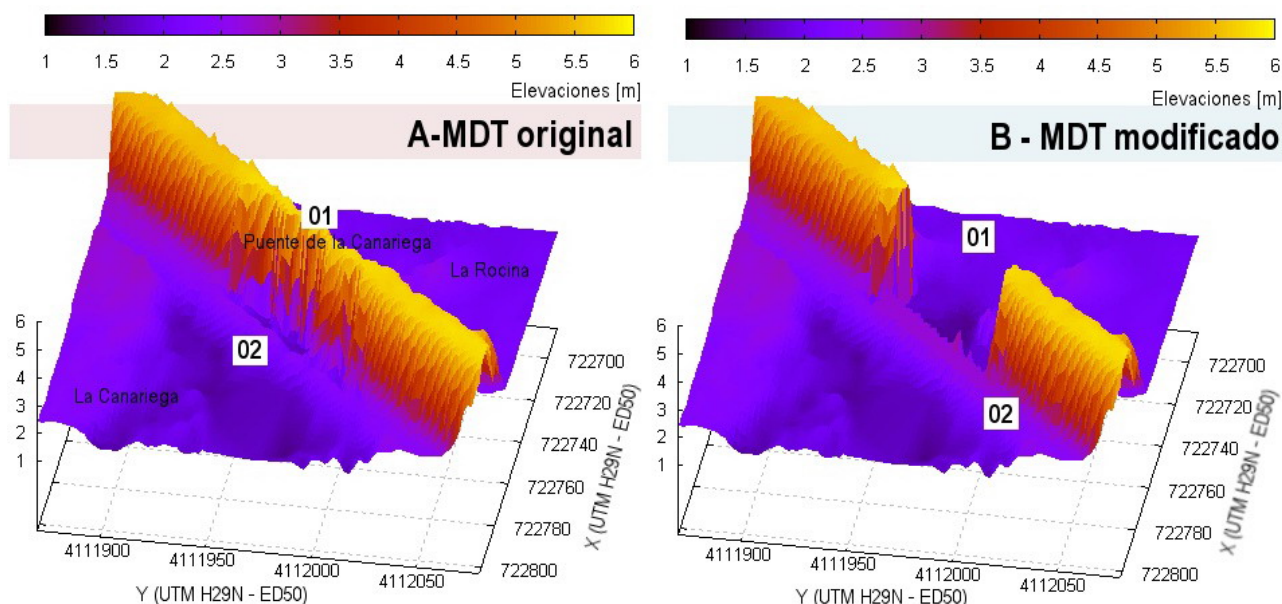 1 1.5 2 2.5 3 3.5 4 4.5 5 5.5 6
Elevaciones [m]
A-MDT original
01
Puente de la Canariega
La Rocina
02
La Canariega
6
5
4
3
2
1
722700
722720
722740
722760
722780
722800
X (UTM H29N - ED50)
4111900
4111950
4112000
4112050
Y (UTM H29N - ED50)
1 1.5 2 2.5 3 3.5 4 4.5 5 5.5 6
Elevaciones [m]
B - MDT modificado
01
02
6
5
4
3
2
1
722700
722720
722740
722760
722780
722800
X (UTM H29N - ED50)
4111900
4111950
4112000
4112050
Y (UTM H29N - ED50)